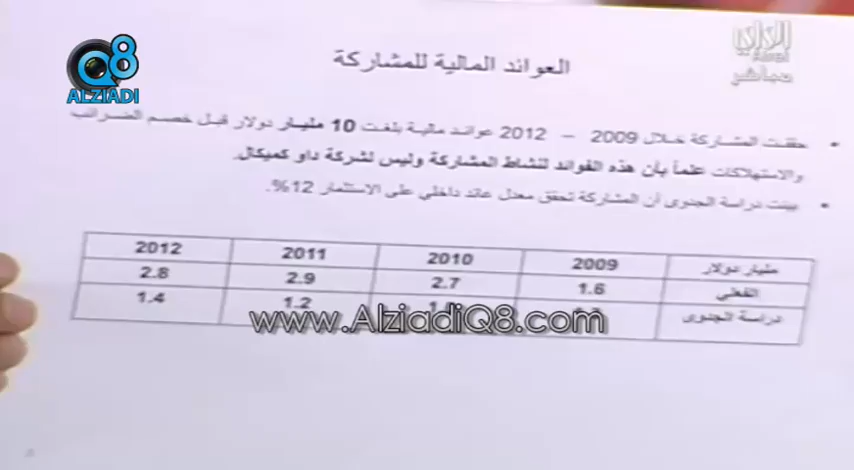 Q8
ALZIADI
الراي
Alrai
مباشر
العوائد المالية للمشاركة
• حققت المشاركة خلال 2009 – 2012 عوائد مالية بلغت 10 مليار دولار قبل خصم الضرائب
والاستهلاكات علماً بأن هذه الفوائد لنشاط المشاركة وليس لشركة داو كميكال.
• بينت دراسة الجدوى أن المشاركة تحقق معدل عائد داخلي على الاستثمار 12%.
مليار دولار 2009 2010 2011 2012
الفعلي 1.6 2.7 2.9 2.8
دراسة الجدوى 1.2 1.4
www.AlziadiQ8.com